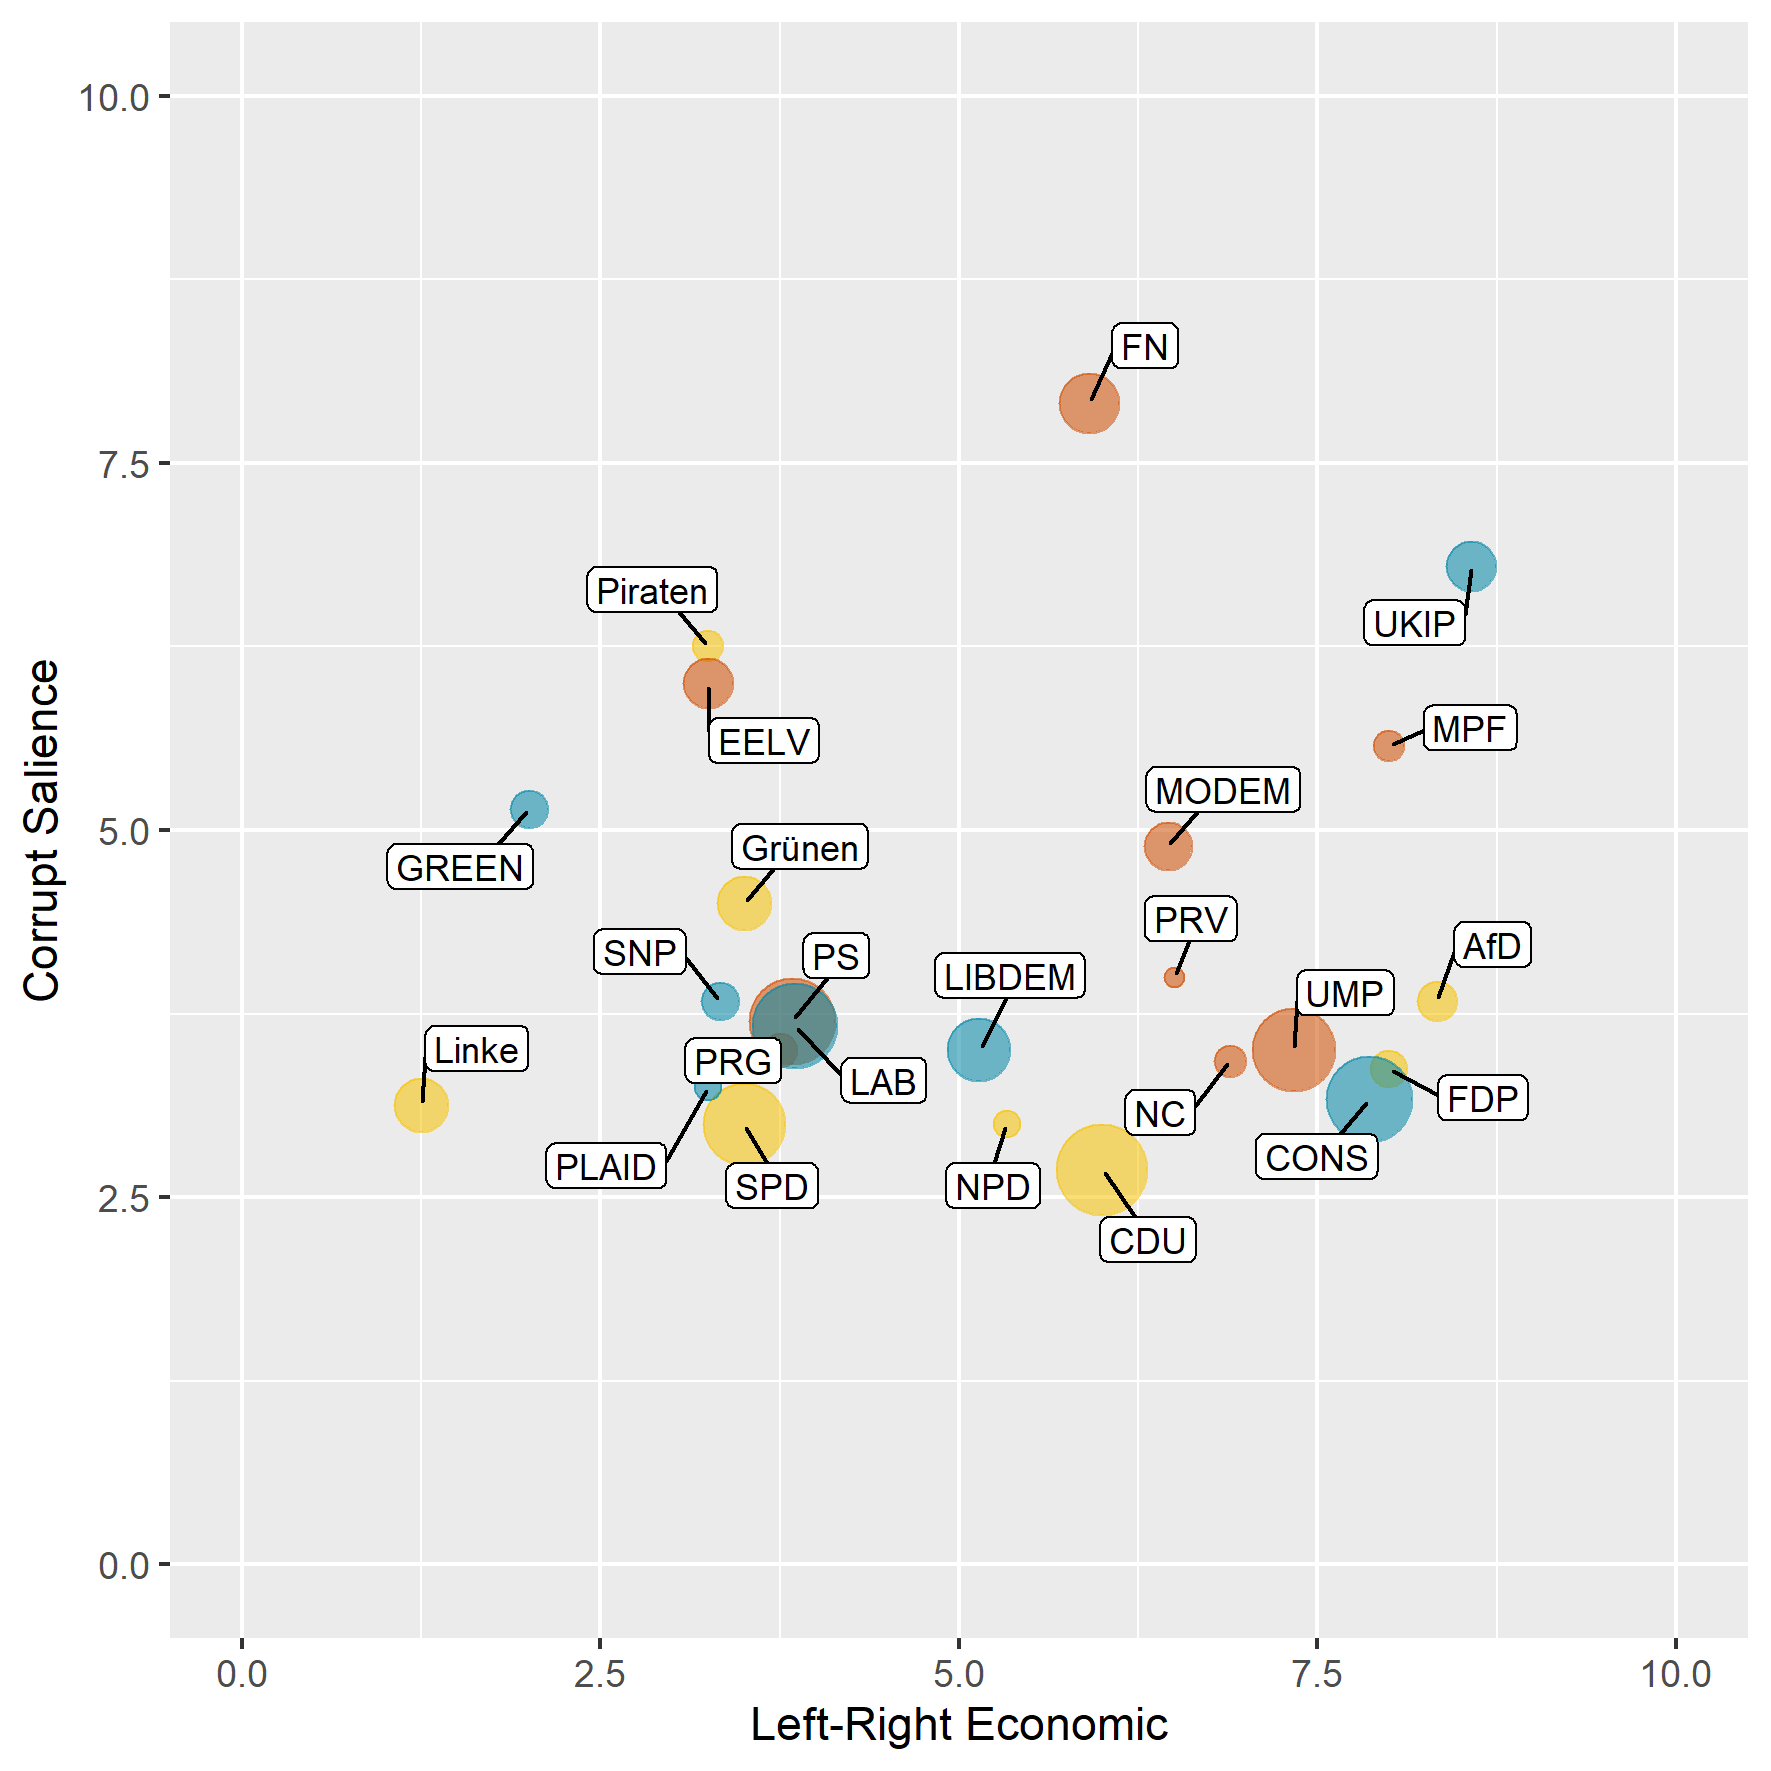 10.0
FN
7.5
Piraten
UKIP
EELV
MPF
MODEM
5.0
Grünen
GREEN
PRV
AfD
SNP
PS
LIBDEM
UMP
Linke
PRG
LAB
FDP
NC
CONS
PLAID
SPD
NPD
2.5
CDU
0.0
0.0 2.5 5.0 7.5 10.0
Left-Right Economic
Corrupt Salience